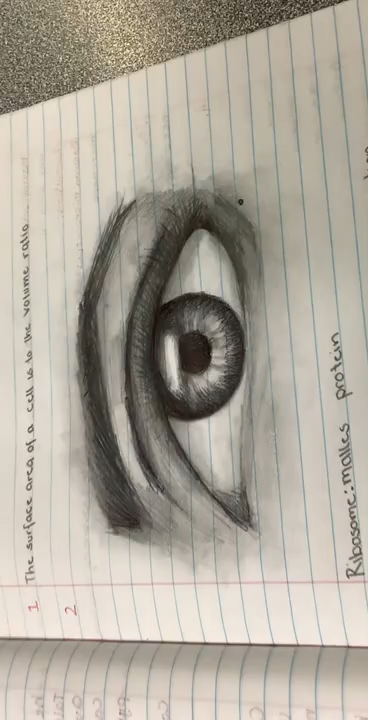 1 The surface area of a cell is to the volume ratio
2
Ribosome: makes protein